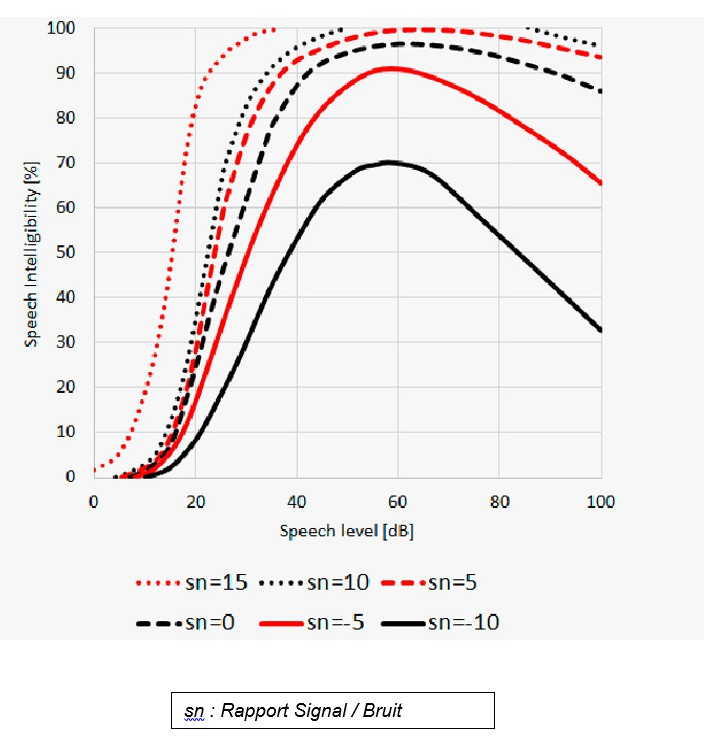 100
90
80
70
60
50
40
30
20
10
0
Speech Intelligibility [%]
0 20 40 60 80 100
Speech level [dB]
sn=15 sn=10 sn=5
sn=0 sn=-5 sn=-10
sn : Rapport Signal / Bruit